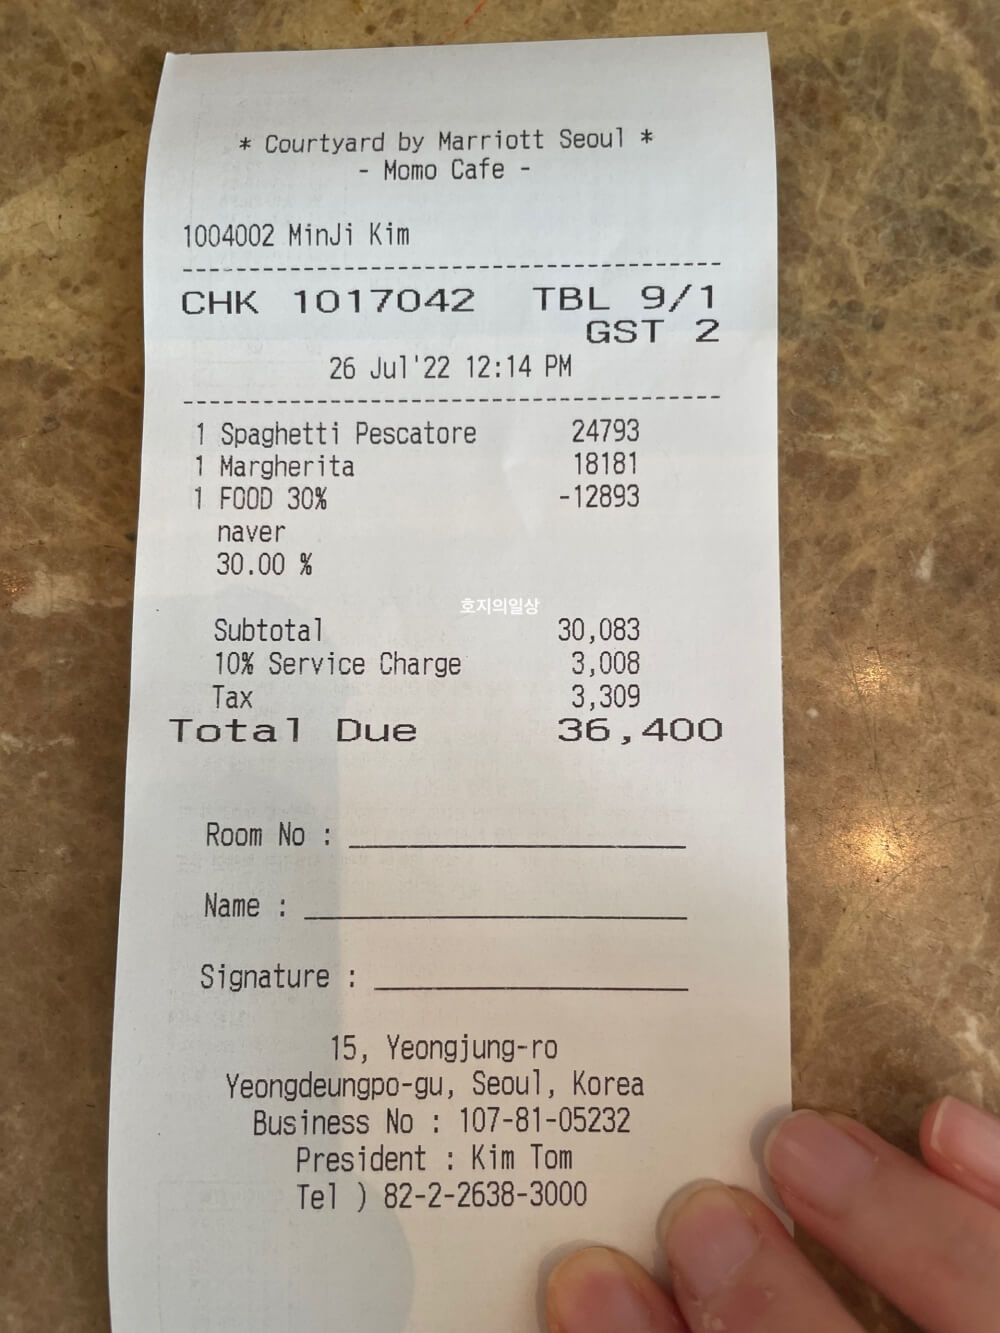 * Courtyard by Marriott Seoul *
- Momo Cafe -
1004002 MinJi Kim
----------------------------------------
CHK 1017042 TBL 9/1
GST 2
26 Jul'22 12:14 PM
----------------------------------------
1 Spaghetti Pescatore 24793
1 Margherita 18181
1 FOOD 30% -12893
naver
30.00 %
호지의일상
Subtotal 30,083
10% Service Charge 3,008
Tax 3,309
Total Due 36,400
Room No : ____________________
Name : ____________________
Signature : ____________________
15, Yeongjung-ro
Yeongdeungpo-gu, Seoul, Korea
Business No : 107-81-05232
President : Kim Tom
Tel ) 82-2-2638-3000